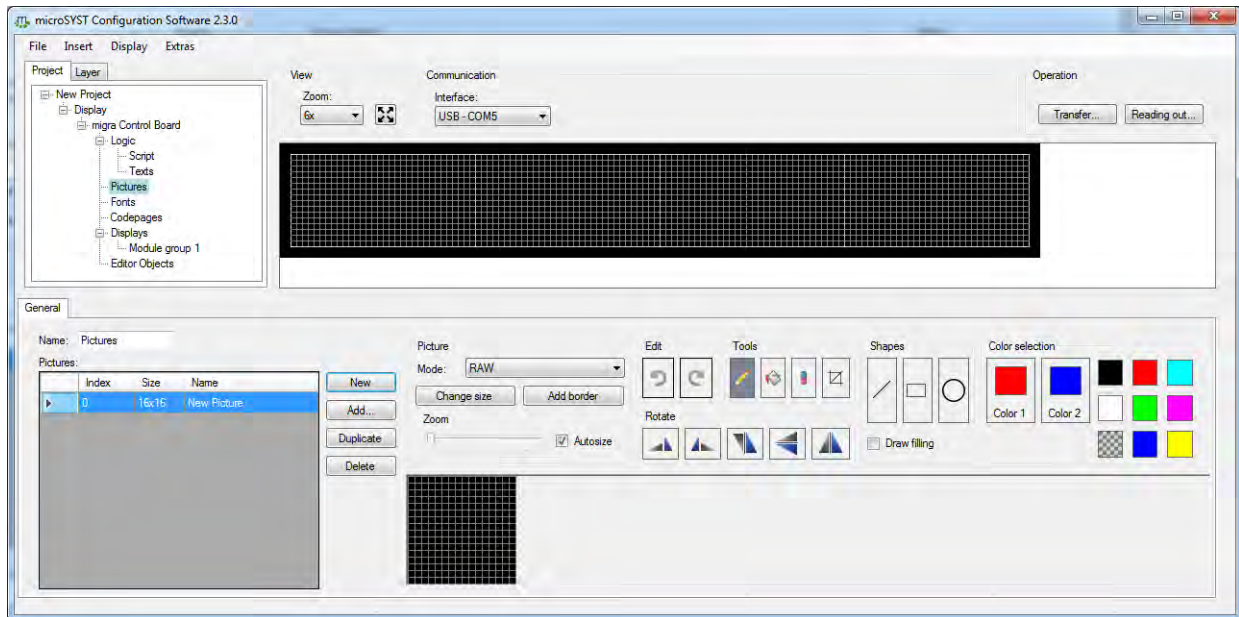 microSYST Configuration Software 2.3.0
File Insert Display Extras
Project Layer
New Project
Display
migra Control Board
Logic
Script
Texts
Pictures
Fonts
Codepages
Displays
Module group 1
Editor Objects
View
Zoom:
6x
Communication
Interface:
USB - COM5
Operation
Transfer... Reading out...
General
Name: Pictures
Pictures:
Index Size Name
0 16x16 New Picture
New
Add...
Duplicate
Delete
Picture
Mode: RAW
Change size Add border
Zoom
Autosize
Edit
Rotate
Tools
Shapes
Draw filling
Color selection
Color 1 Color 2